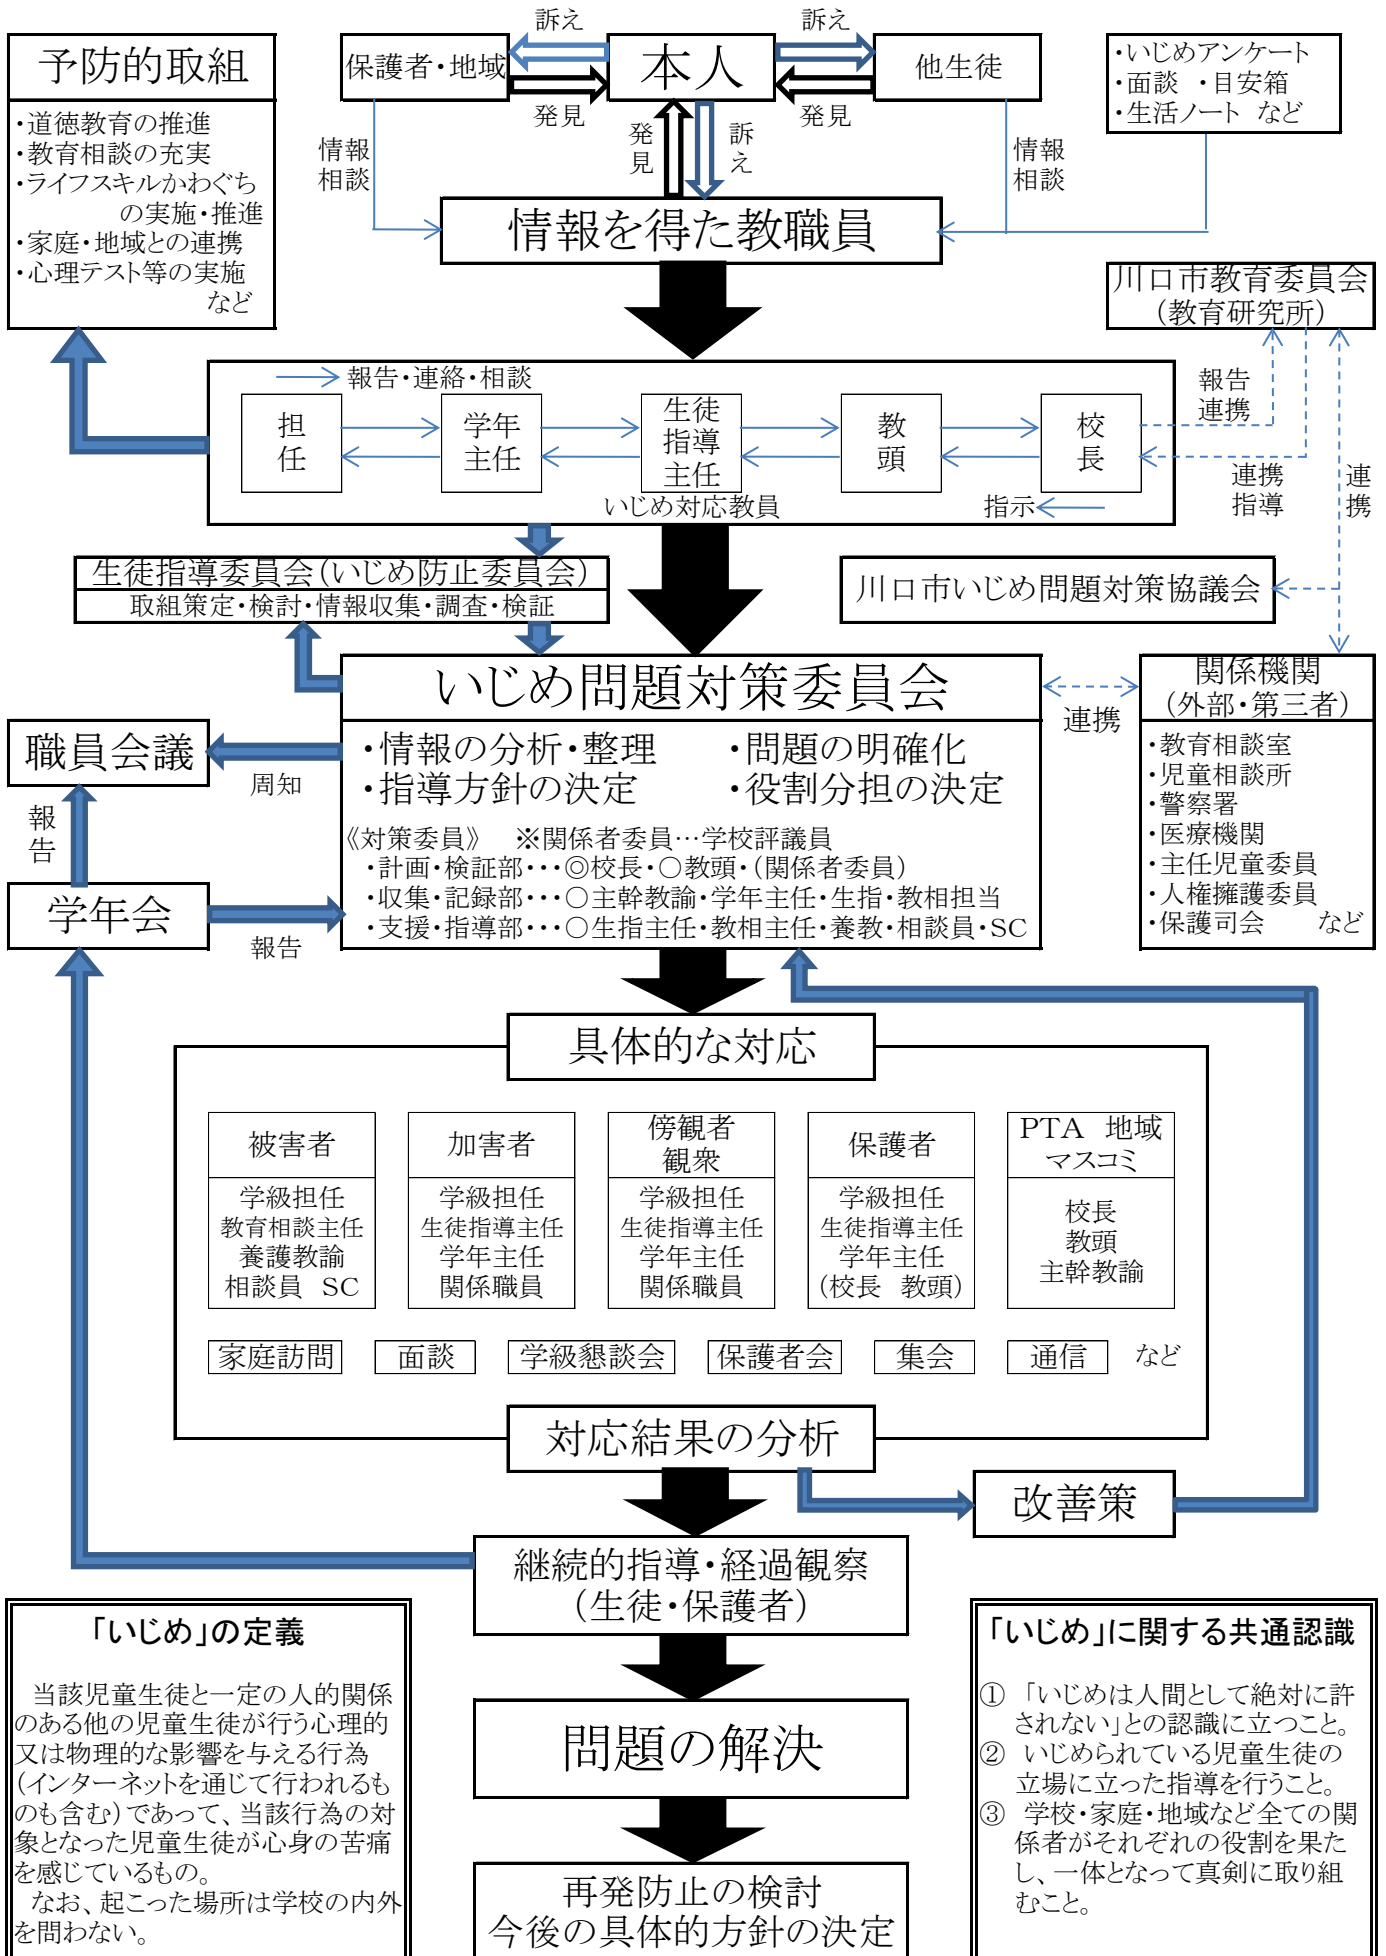 訴え
訴え
予防的取組
・道徳教育の推進
・教育相談の充実
・ライフスキルかわぐち
の実施・推進
・家庭・地域との連携
・心理テスト等の実施
など
保護者・地域
本人
他生徒
・いじめアンケート
・面談 ・目安箱
・生活ノート など
発見
発見
発見
訴え
情報
相談
情報
相談
情報を得た教職員
川口市教育委員会
(教育研究所)
報告・連絡・相談
担任
学年
主任
生徒
指導
主任
教頭
校長
いじめ対応教員
指示
報告
連携
連携
指導
連携
生徒指導委員会(いじめ防止委員会)
取組策定・検討・情報収集・調査・検証
川口市いじめ問題対策協議会
いじめ問題対策委員会
・情報の分析・整理 ・問題の明確化
・指導方針の決定 ・役割分担の決定
《対策委員》 ※関係者委員…学校評議員
・計画・検証部・・・◎校長・○教頭・(関係者委員)
・収集・記録部・・・○主幹教諭・学年主任・生指・教相担当
・支援・指導部・・・○生指主任・教相主任・養教・相談員・SC
連携
関係機関
(外部・第三者)
・教育相談室
・児童相談所
・警察署
・医療機関
・主任児童委員
・人権擁護委員
・保護司会 など
職員会議
周知
報告
学年会
報告
具体的な対応
被害者
学級担任
教育相談主任
養護教諭
相談員 SC
加害者
学級担任
生徒指導主任
学年主任
関係職員
傍観者
観衆
学級担任
生徒指導主任
学年主任
関係職員
保護者
学級担任
生徒指導主任
学年主任
(校長 教頭)
PTA 地域
マスコミ
校長
教頭
主幹教諭
家庭訪問 面談 学級懇談会 保護者会 集会 通信 など
対応結果の分析
改善策
継続的指導・経過観察
(生徒・保護者)
問題の解決
再発防止の検討
今後の具体的方針の決定
「いじめ」の定義
当該児童生徒と一定の人的関係
のある他の児童生徒が行う心理的
又は物理的な影響を与える行為
(インターネットを通じて行われるも
のも含む)であって、当該行為の対
象となった児童生徒が心身の苦痛
を感じているもの。
なお、起こった場所は学校の内外
を問わない。
「いじめ」に関する共通認識
① 「いじめは人間として絶対に許
されない」との認識に立つこと。
② いじめられている児童生徒の
立場に立った指導を行うこと。
③ 学校・家庭・地域など全ての関
係者がそれぞれの役割を果た
し、一体となって真剣に取り組
むこと。